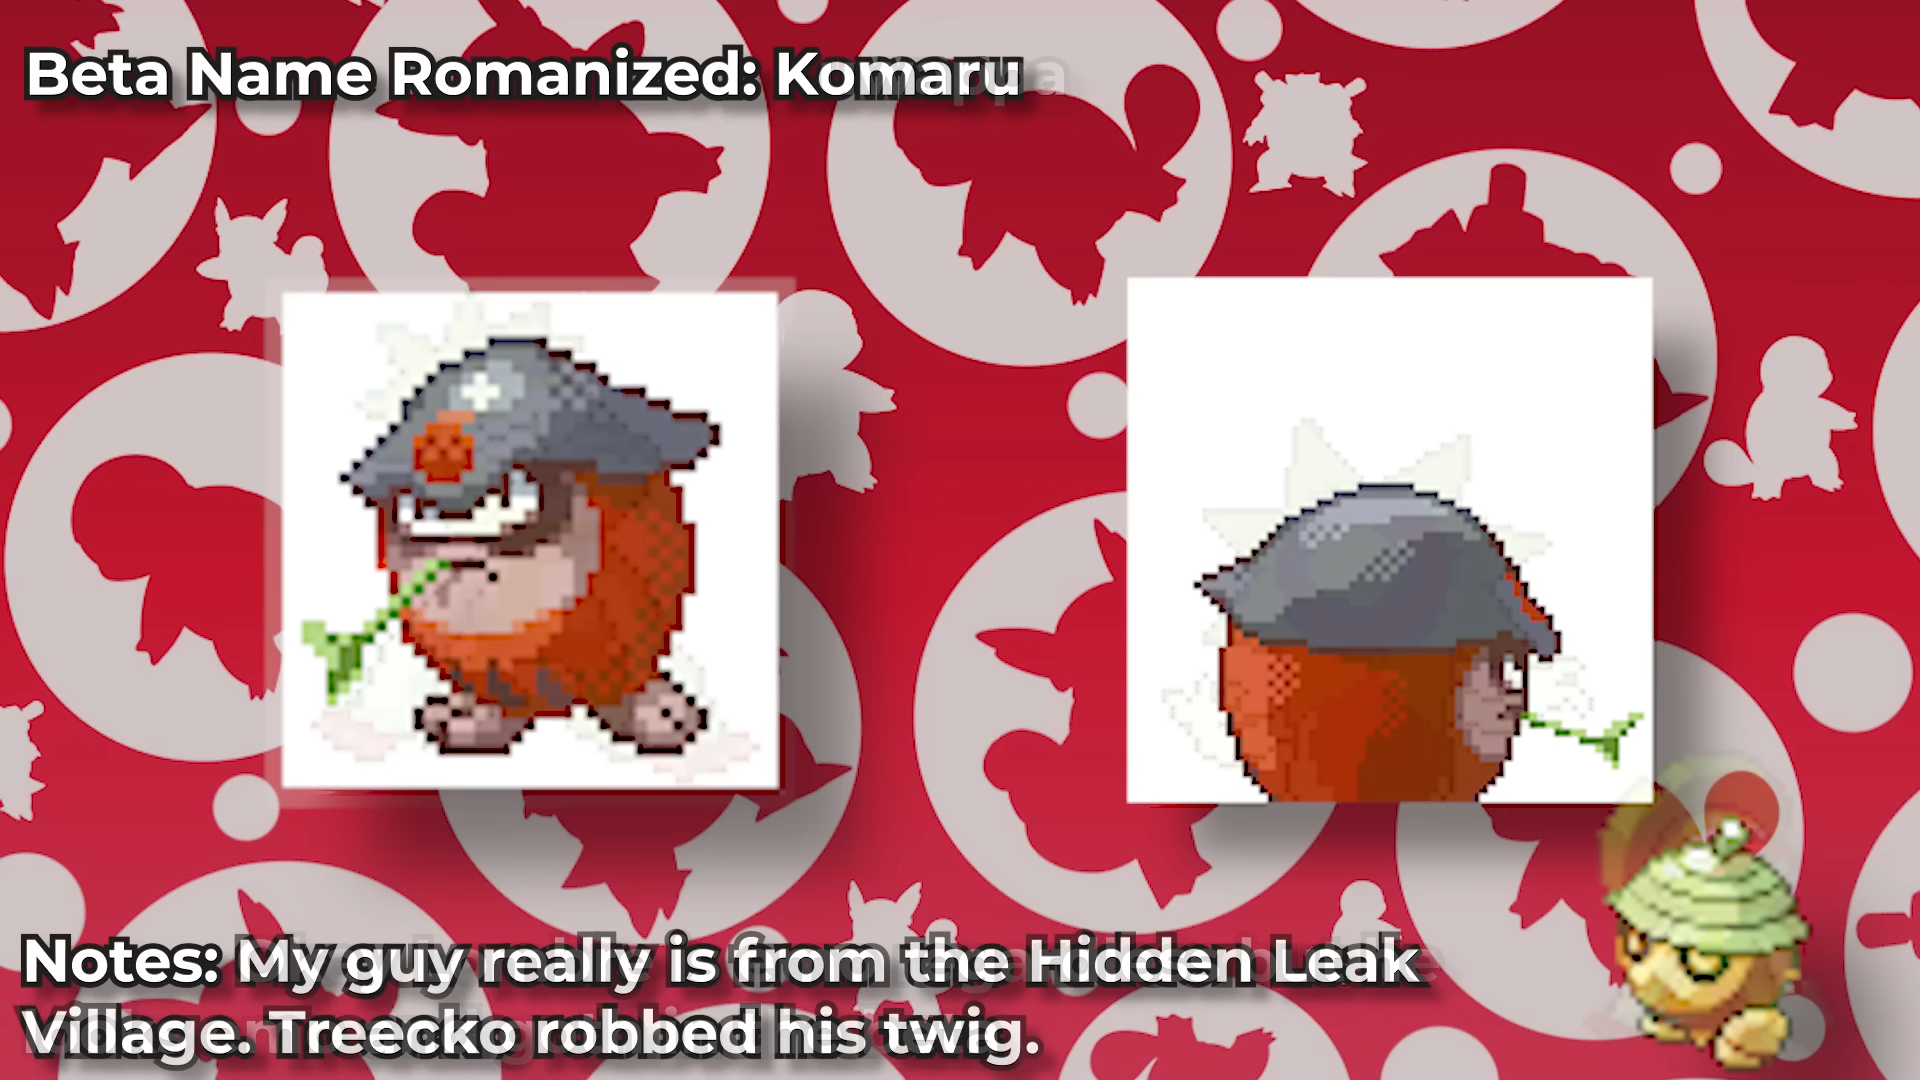 Beta Name Romanized: Komaru
Notes: My guy really is from the Hidden Leak
Village. Treecko robbed his twig.